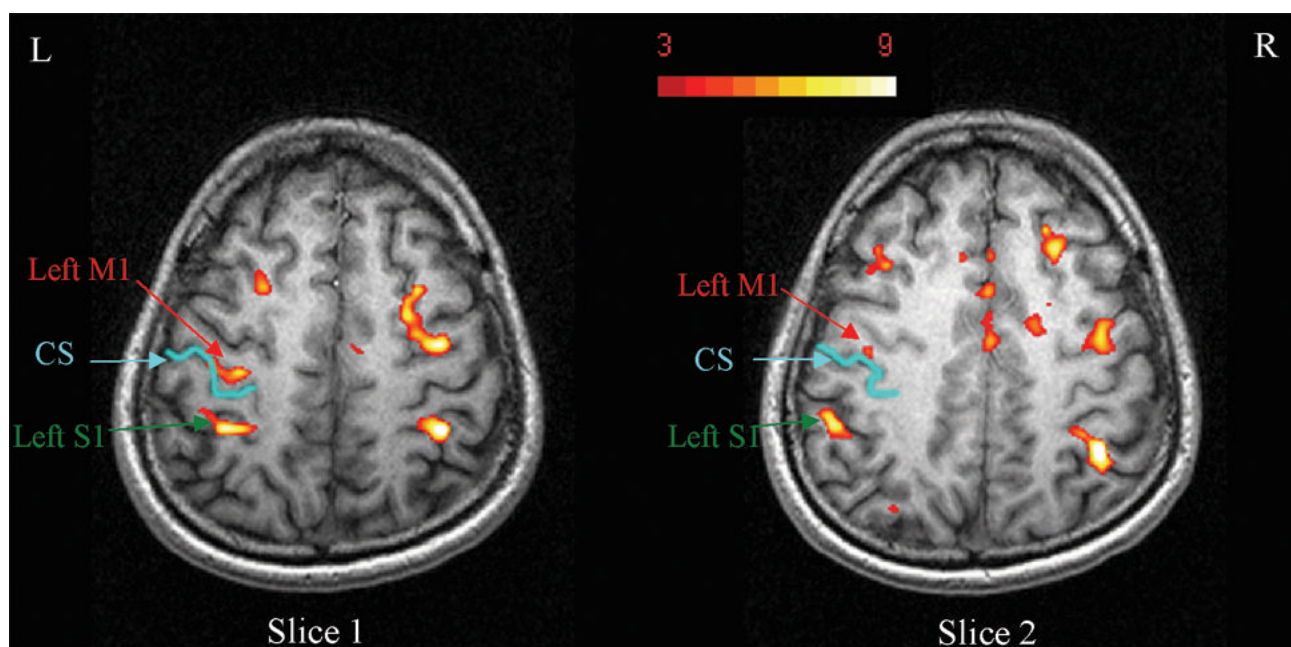 L
3 9
R
Left M1
CS
Left S1
Left M1
CS
Left S1
Slice 1
Slice 2